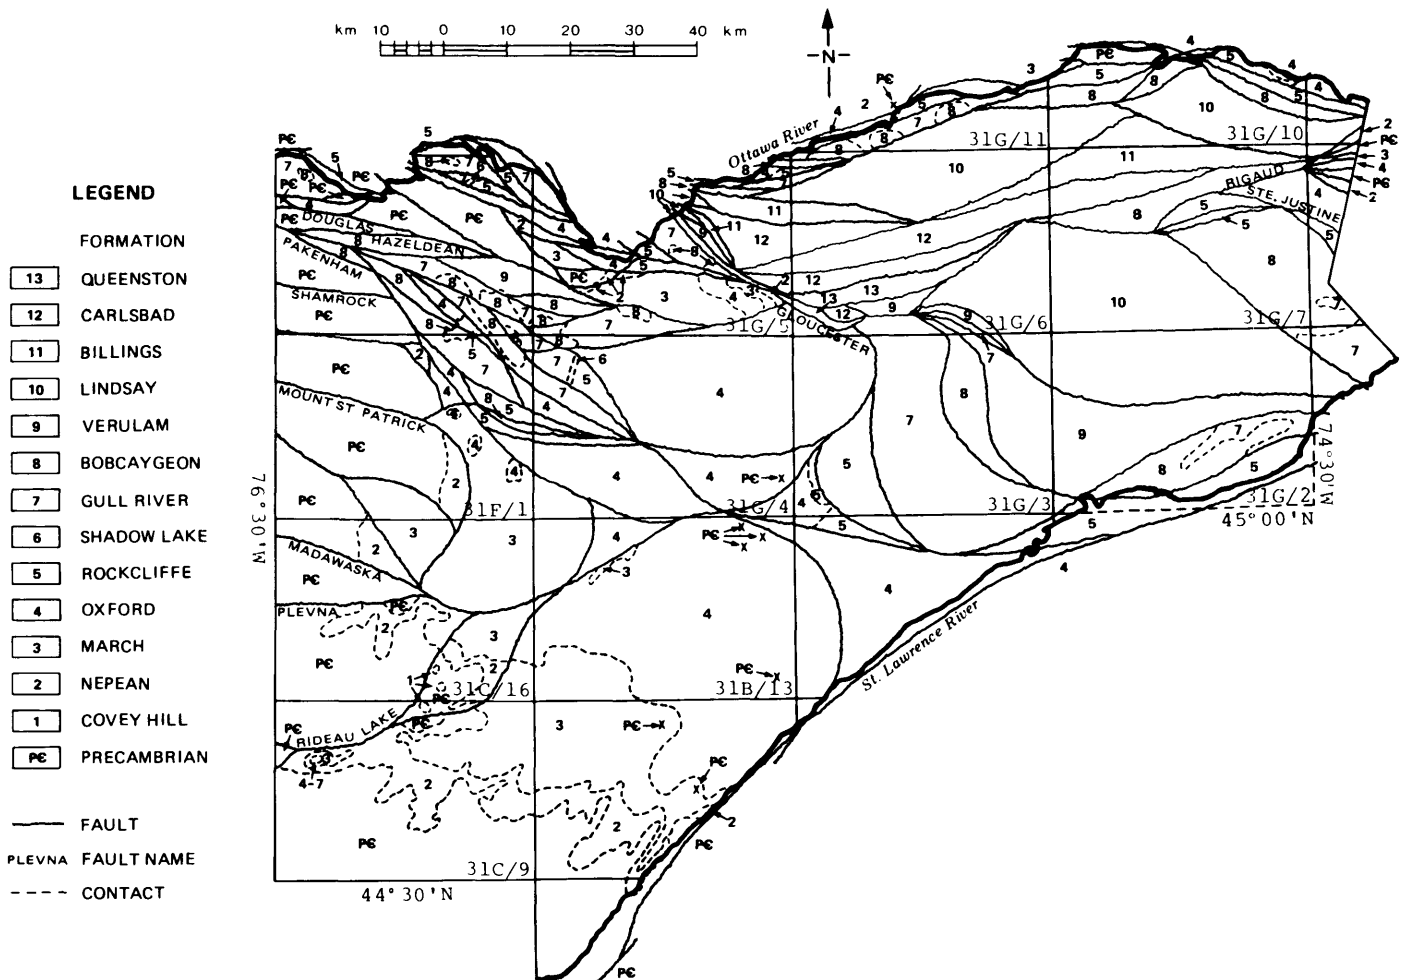 km 10 0 10 20 30 40 km
N
LEGEND
FORMATION
13 QUEENSTON
12 CARLSBAD
11 BILLINGS
10 LINDSAY
9 VERULAM
8 BOBCAYGEON
7 GULL RIVER
6 SHADOW LAKE
5 ROCKCLIFFE
4 OXFORD
3 MARCH
2 NEPEAN
1 COVEY HILL
P€ PRECAMBRIAN
FAULT
PLEVNA FAULT NAME
CONTACT
Ottawa River
31G/11
31G/10
RIGAUD
STE. JUSTINE
DOUGLAS
HAZELDEAN
PAKENHAM
SHAMROCK
GLOUCESTER
31G/5
31G/6
31G/7
MOUNT ST PATRICK
76°30'W
74°30'W
31F/1
31G/4
31G/3
31G/2
45°00'N
MADAWASKA
PLEVNA
St. Lawrence River
31C/16
31B/13
RIDEAU LAKE
4-7
31C/9
44°30'N